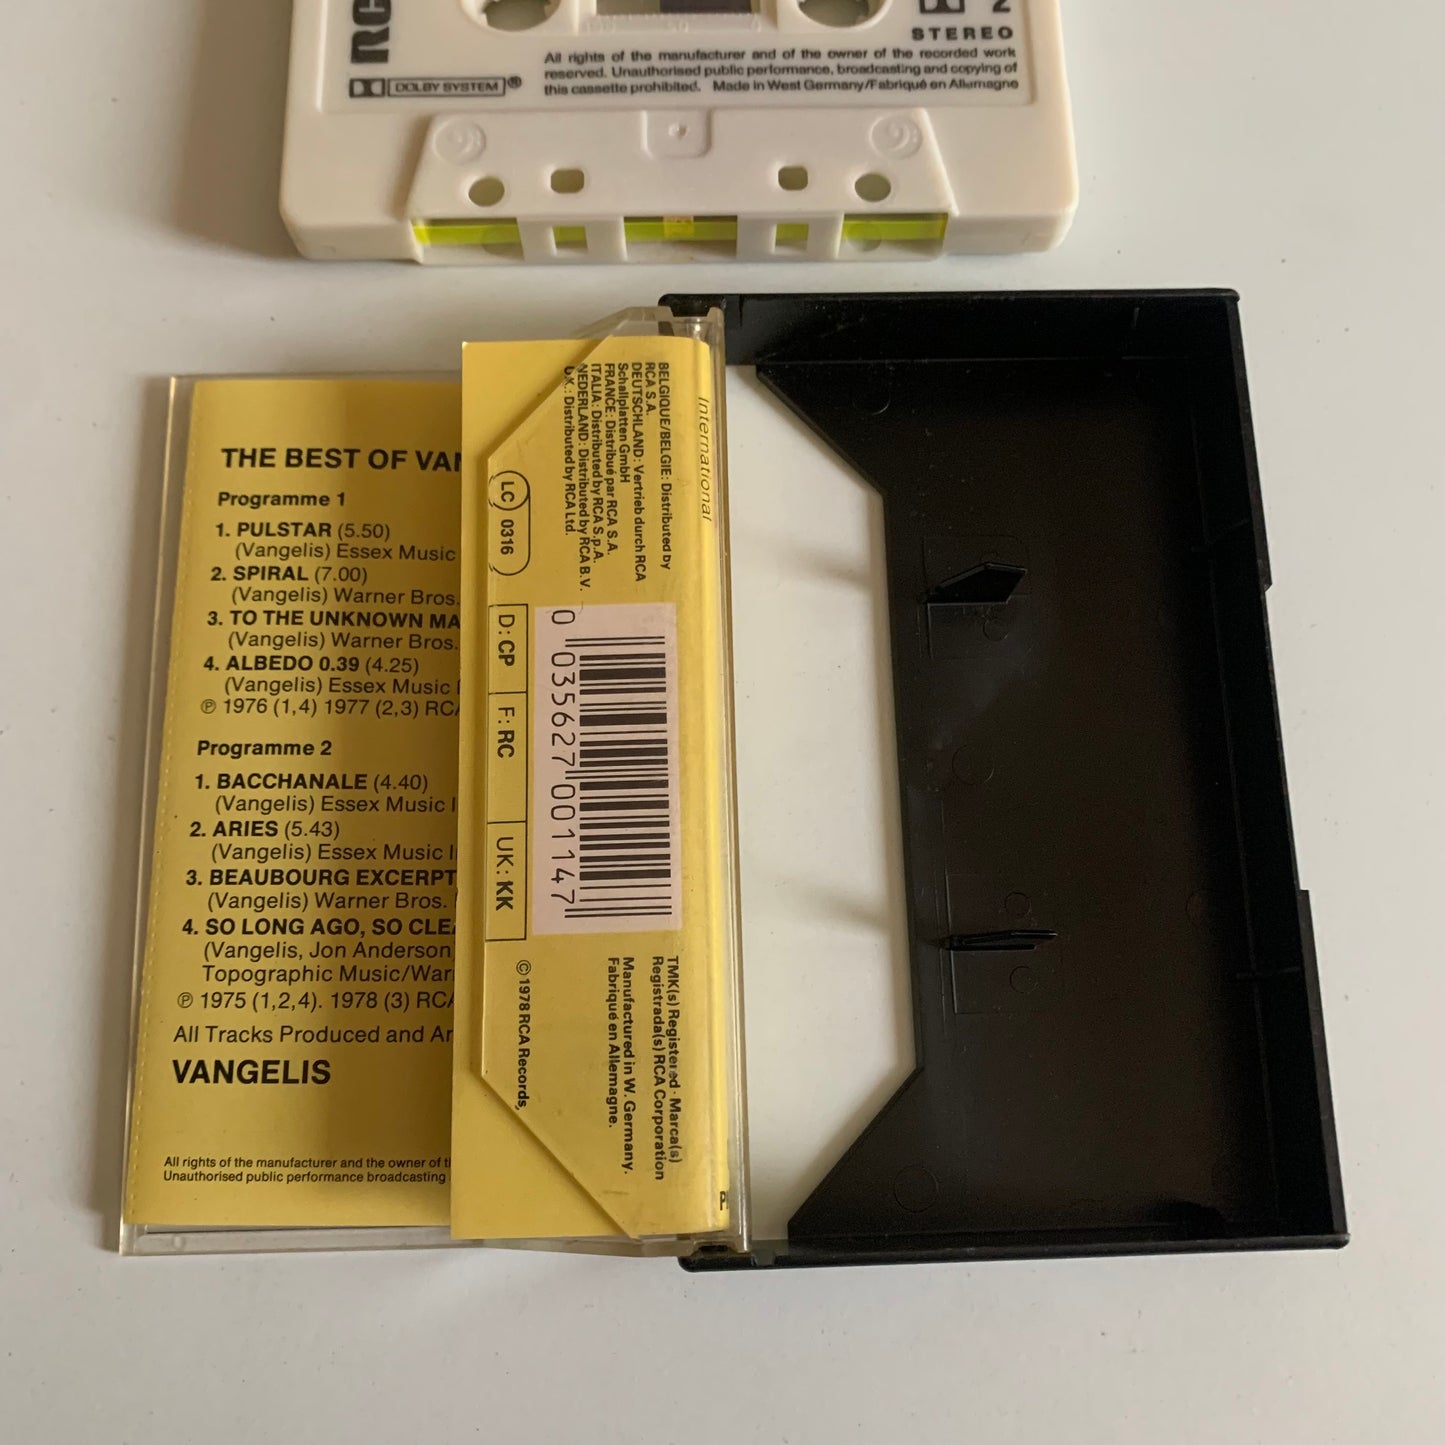 2
STEREO
All rights of the manufacturer and of the owner of the recorded work
reserved. Unauthorised public performance, broadcasting and copying of
this cassette prohibited. Made in West Germany/Fabriqué en Allemagne
DOLBY SYSTEM ®
THE BEST OF VAN
Programme 1
1. PULSTAR (5.50)
(Vangelis) Essex Music
2. SPIRAL (7.00)
(Vangelis) Warner Bros.
3. TO THE UNKNOWN MA
(Vangelis) Warner Bros.
4. ALBEDO 0.39 (4.25)
(Vangelis) Essex Music
℗ 1976 (1,4) 1977 (2,3) RCA
Programme 2
1. BACCHANALE (4.40)
(Vangelis) Essex Music I
2. ARIES (5.43)
(Vangelis) Essex Music I
3. BEAUBOURG EXCERPT
(Vangelis) Warner Bros.
4. SO LONG AGO, SO CLEA
(Vangelis, Jon Anderson
Topographic Music/War
℗ 1975 (1,2,4). 1978 (3) RCA
All Tracks Produced and Ar
VANGELIS
All rights of the manufacturer and the owner of t
Unauthorised public performance broadcasting
International
BELGIQUE/BELGIE: Distributed by
RCA S.A.
DEUTSCHLAND: Vertrieb durch RCA
Schallplatten GmbH
FRANCE: Distribué par RCA S.A.
ITALIA: Distributed by RCA S.p.A.
NEDERLAND: Distributed by RCA B.V.
U.K.: Distributed by RCA Ltd.
LC 0316
D: CP
F: RC
UK: KK
0 035627 001147
TMK(s) Registered · Marca(s)
Registrada(s) RCA Corporation
Manufactured in W. Germany.
Fabriqué en Allemagne.
© 1978 RCA Records,